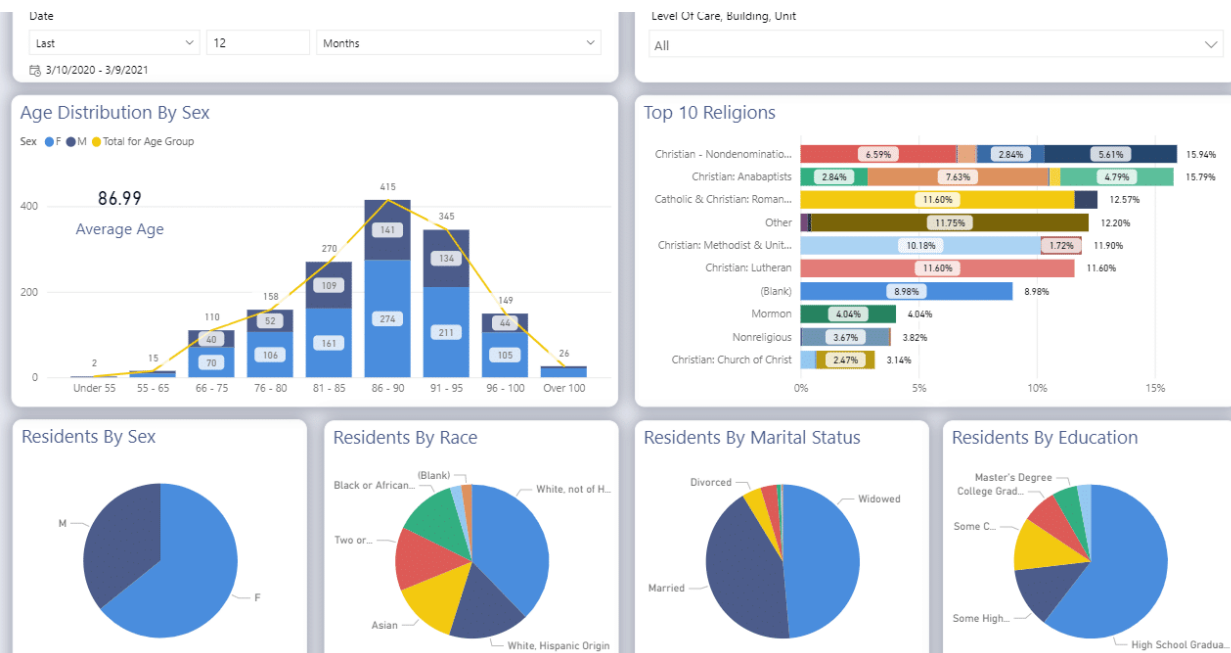 Date
Last
12
Months
3/10/2020 - 3/9/2021
Level Of Care, Building, Unit
All
Age Distribution By Sex
Sex F M Total for Age Group
86.99
Average Age
400
200
0
2
15
110
40
70
158
52
106
270
109
161
415
141
274
345
134
211
149
44
105
26
Under 55 55 - 65 66 - 75 76 - 80 81 - 85 86 - 90 91 - 95 96 - 100 Over 100
Top 10 Religions
Christian - Nondenominatio... 6.59% 2.84% 5.61% 15.94%
Christian: Anabaptists 2.84% 7.63% 4.79% 15.79%
Catholic & Christian: Roman... 11.60% 12.57%
Other 11.75% 12.20%
Christian: Methodist & Unit... 10.18% 1.72% 11.90%
Christian: Lutheran 11.60% 11.60%
(Blank) 8.98% 8.98%
Mormon 4.04% 4.04%
Nonreligious 3.67% 3.82%
Christian: Church of Christ 2.47% 3.14%
0% 5% 10% 15%
Residents By Sex
M
F
Residents By Race
(Blank)
Black or African...
White, not of H...
Two or...
Asian
White, Hispanic Origin
Residents By Marital Status
Divorced
Widowed
Married
Residents By Education
Master's Degree
College Grad...
Some C...
Some High...
High School Gradua...